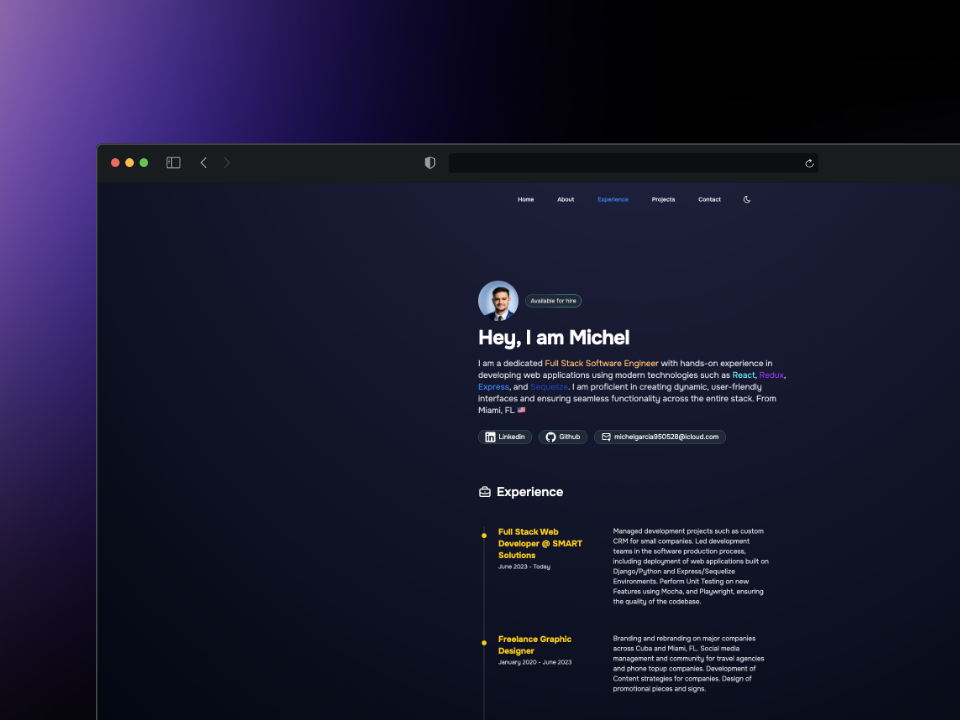 Home About Experience Projects Contact
Available for hire
Hey, I am Michel
I am a dedicated Full Stack Software Engineer with hands-on experience in
developing web applications using modern technologies such as React, Redux,
Express, and Sequelize. I am proficient in creating dynamic, user-friendly
interfaces and ensuring seamless functionality across the entire stack. From
Miami, FL 🇺🇸
Linkedin Github michelgarcia950528@icloud.com
Experience
Full Stack Web
Developer @ SMART
Solutions
June 2023 - Today
Managed development projects such as custom
CRM for small companies. Led development
teams in the software production process,
including deployment of web applications built on
Django/Python and Express/Sequelize
Environments. Perform Unit Testing on new
Features using Mocha, and Playwright, ensuring
the quality of the codebase.
Freelance Graphic
Designer
January 2020 - June 2023
Branding and rebranding on major companies
across Cuba and Miami, FL. Social media
management and community for travel agencies
and phone topup companies. Development of
Content strategies for companies. Design of
promotional pieces and signs.